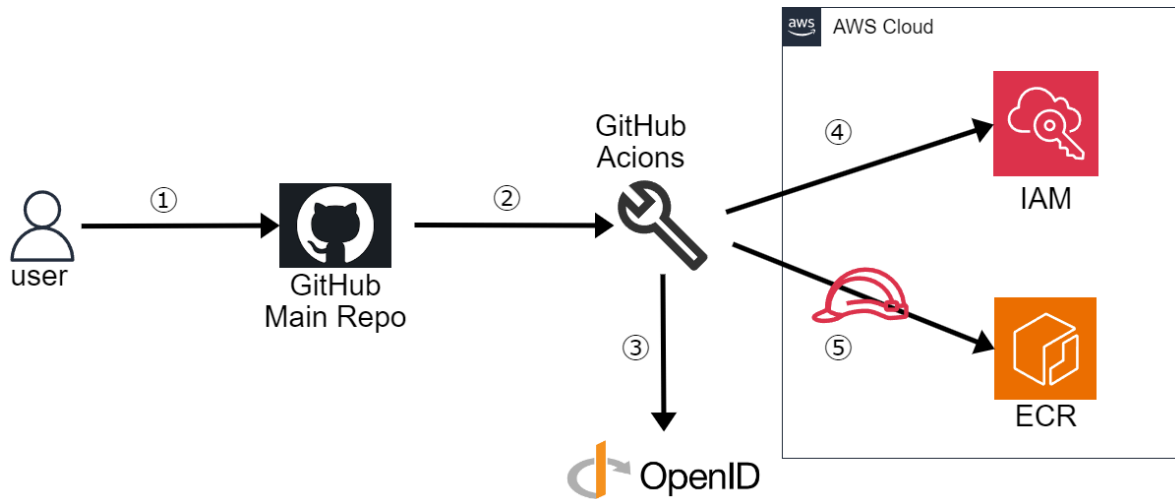 aws
AWS Cloud
GitHub
Acions
④
①
②
IAM
user
GitHub
Main Repo
③
⑤
ECR
OpenID